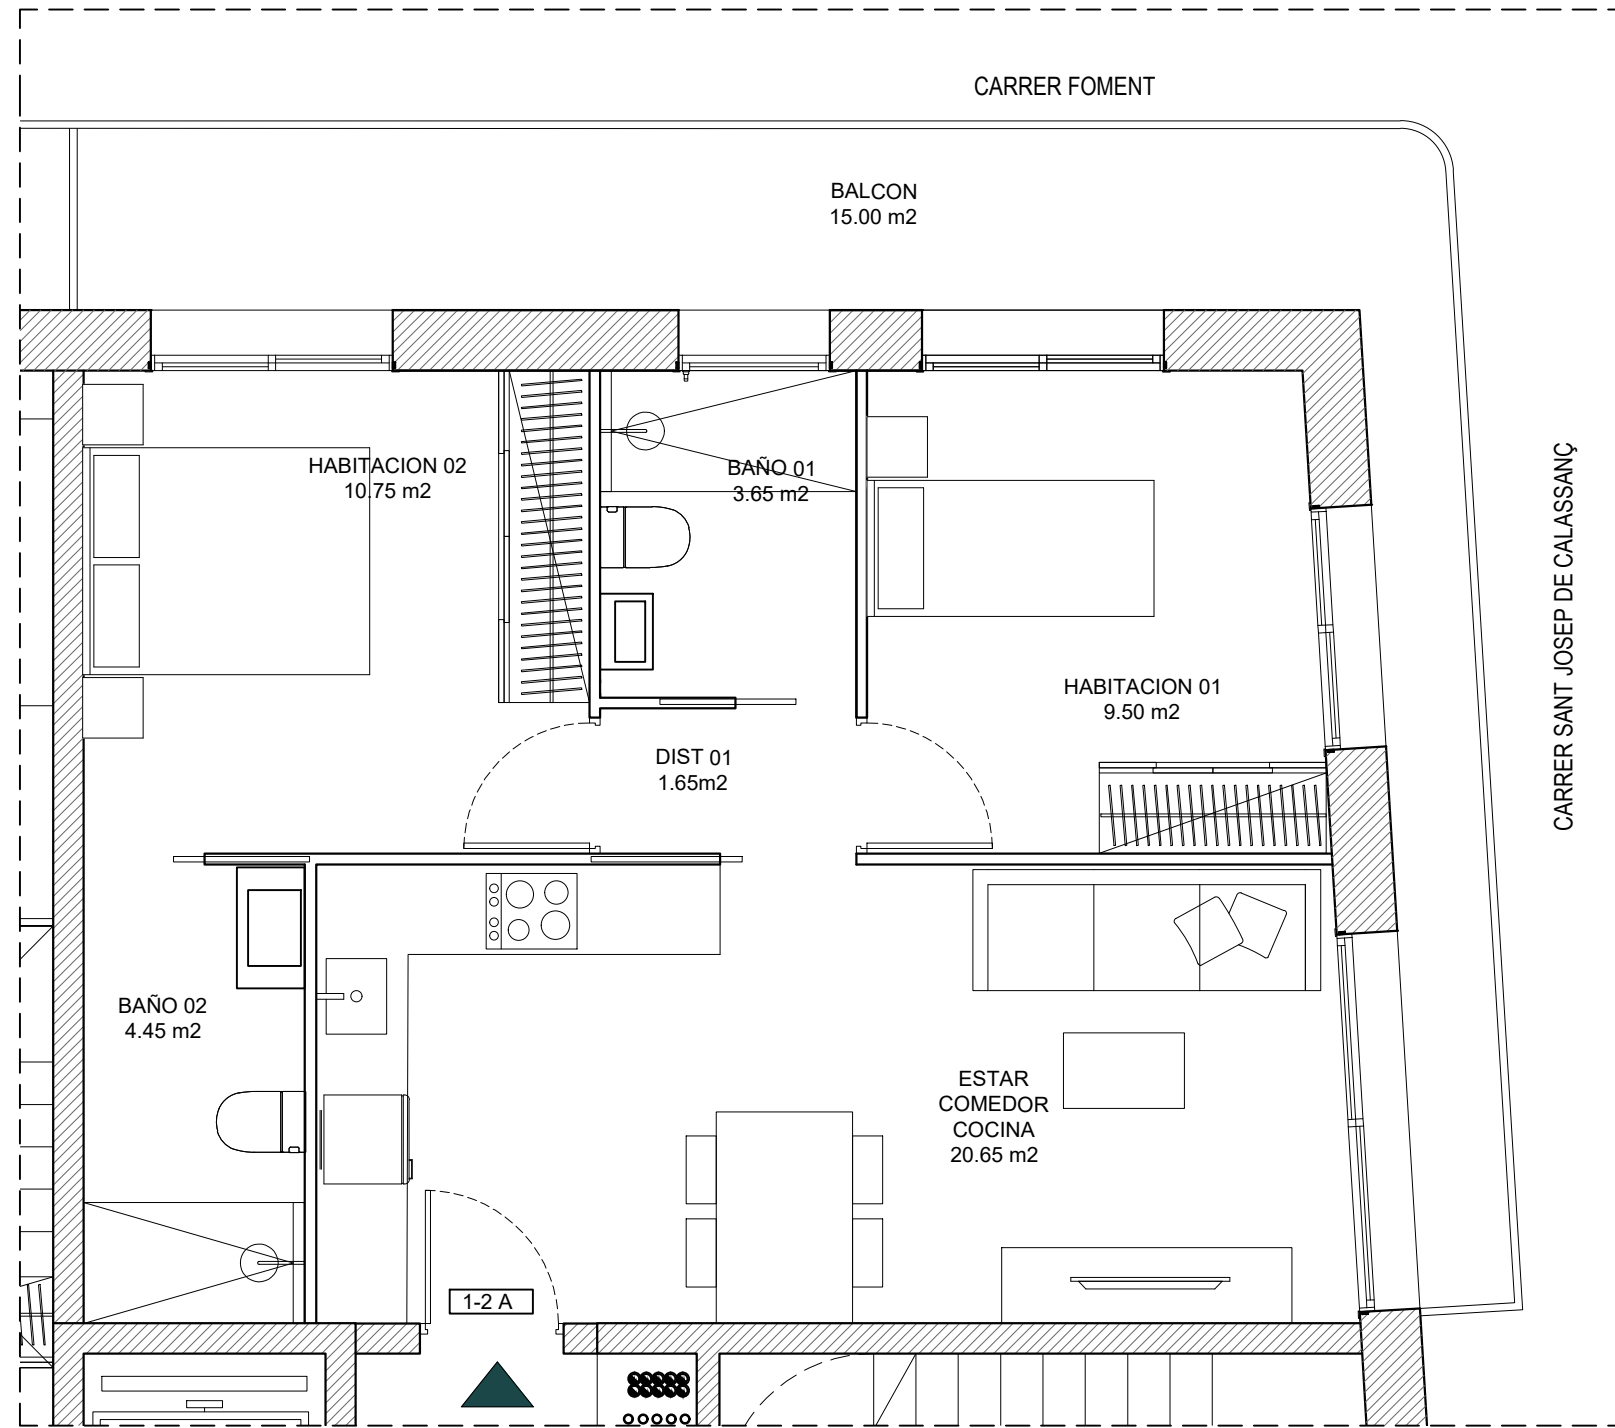 CARRER FOMENT
BALCON
15.00 m2
HABITACION 02
10.75 m2
BAÑO 01
3.65 m2
CARRER SANT JOSEP DE CALASSANÇ
HABITACION 01
9.50 m2
DIST 01
1.65m2
BAÑO 02
4.45 m2
ESTAR
COMEDOR
COCINA
20.65 m2
1-2 A